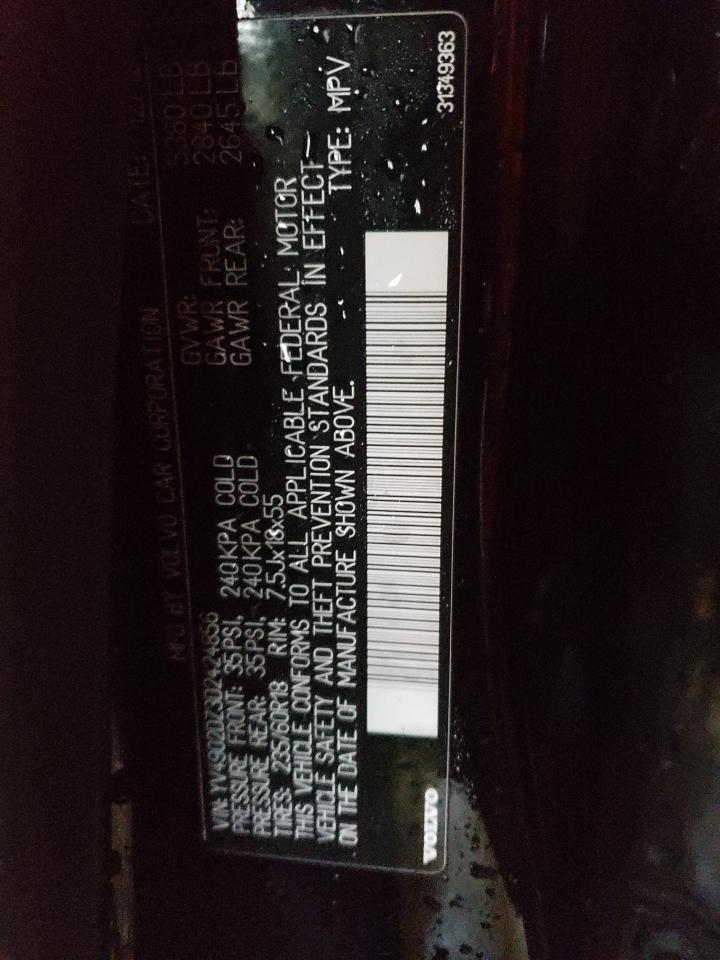 MFD BY VOLVO CAR CORPORATION DATE:
GVWR: 5380 LB
GAWR FRONT: 2840 LB
GAWR REAR: 2645 LB
VIN:
PRESSURE FRONT: 35PSI, 240KPA COLD
PRESSURE REAR: 35PSI, 240KPA COLD
TIRES: 235/60R18 RIM: 7.5Jx18x55
THIS VEHICLE CONFORMS TO ALL APPLICABLE FEDERAL MOTOR
VEHICLE SAFETY AND THEFT PREVENTION STANDARDS IN EFFECT
ON THE DATE OF MANUFACTURE SHOWN ABOVE. TYPE: MPV
VOLVO
31349363